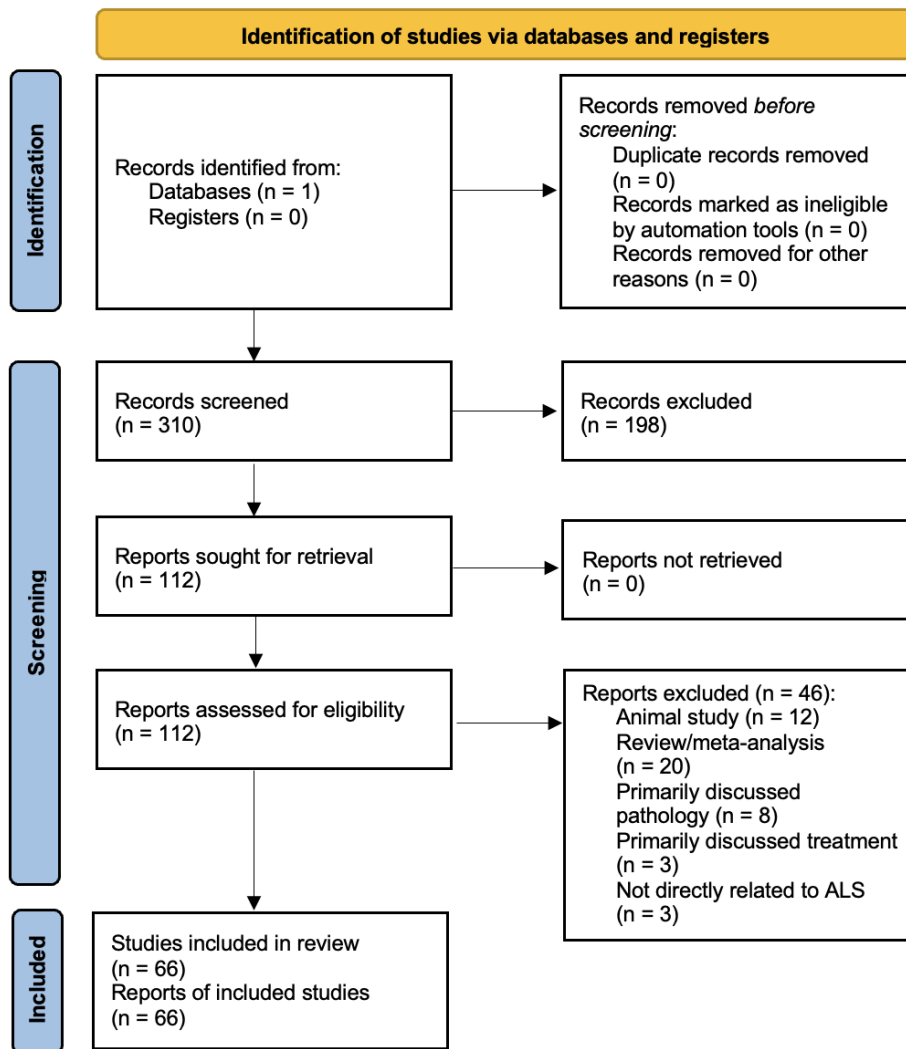 Identification of studies via databases and registers
Identification
Records identified from:
Databases (n = 1)
Registers (n = 0)
Records removed before
screening:
Duplicate records removed
(n = 0)
Records marked as ineligible
by automation tools (n = 0)
Records removed for other
reasons (n = 0)
Screening
Records screened
(n = 310)
Records excluded
(n = 198)
Reports sought for retrieval
(n = 112)
Reports not retrieved
(n = 0)
Reports assessed for eligibility
(n = 112)
Reports excluded (n = 46):
Animal study (n = 12)
Review/meta-analysis
(n = 20)
Primarily discussed
pathology (n = 8)
Primarily discussed treatment
(n = 3)
Not directly related to ALS
(n = 3)
Included
Studies included in review
(n = 66)
Reports of included studies
(n = 66)